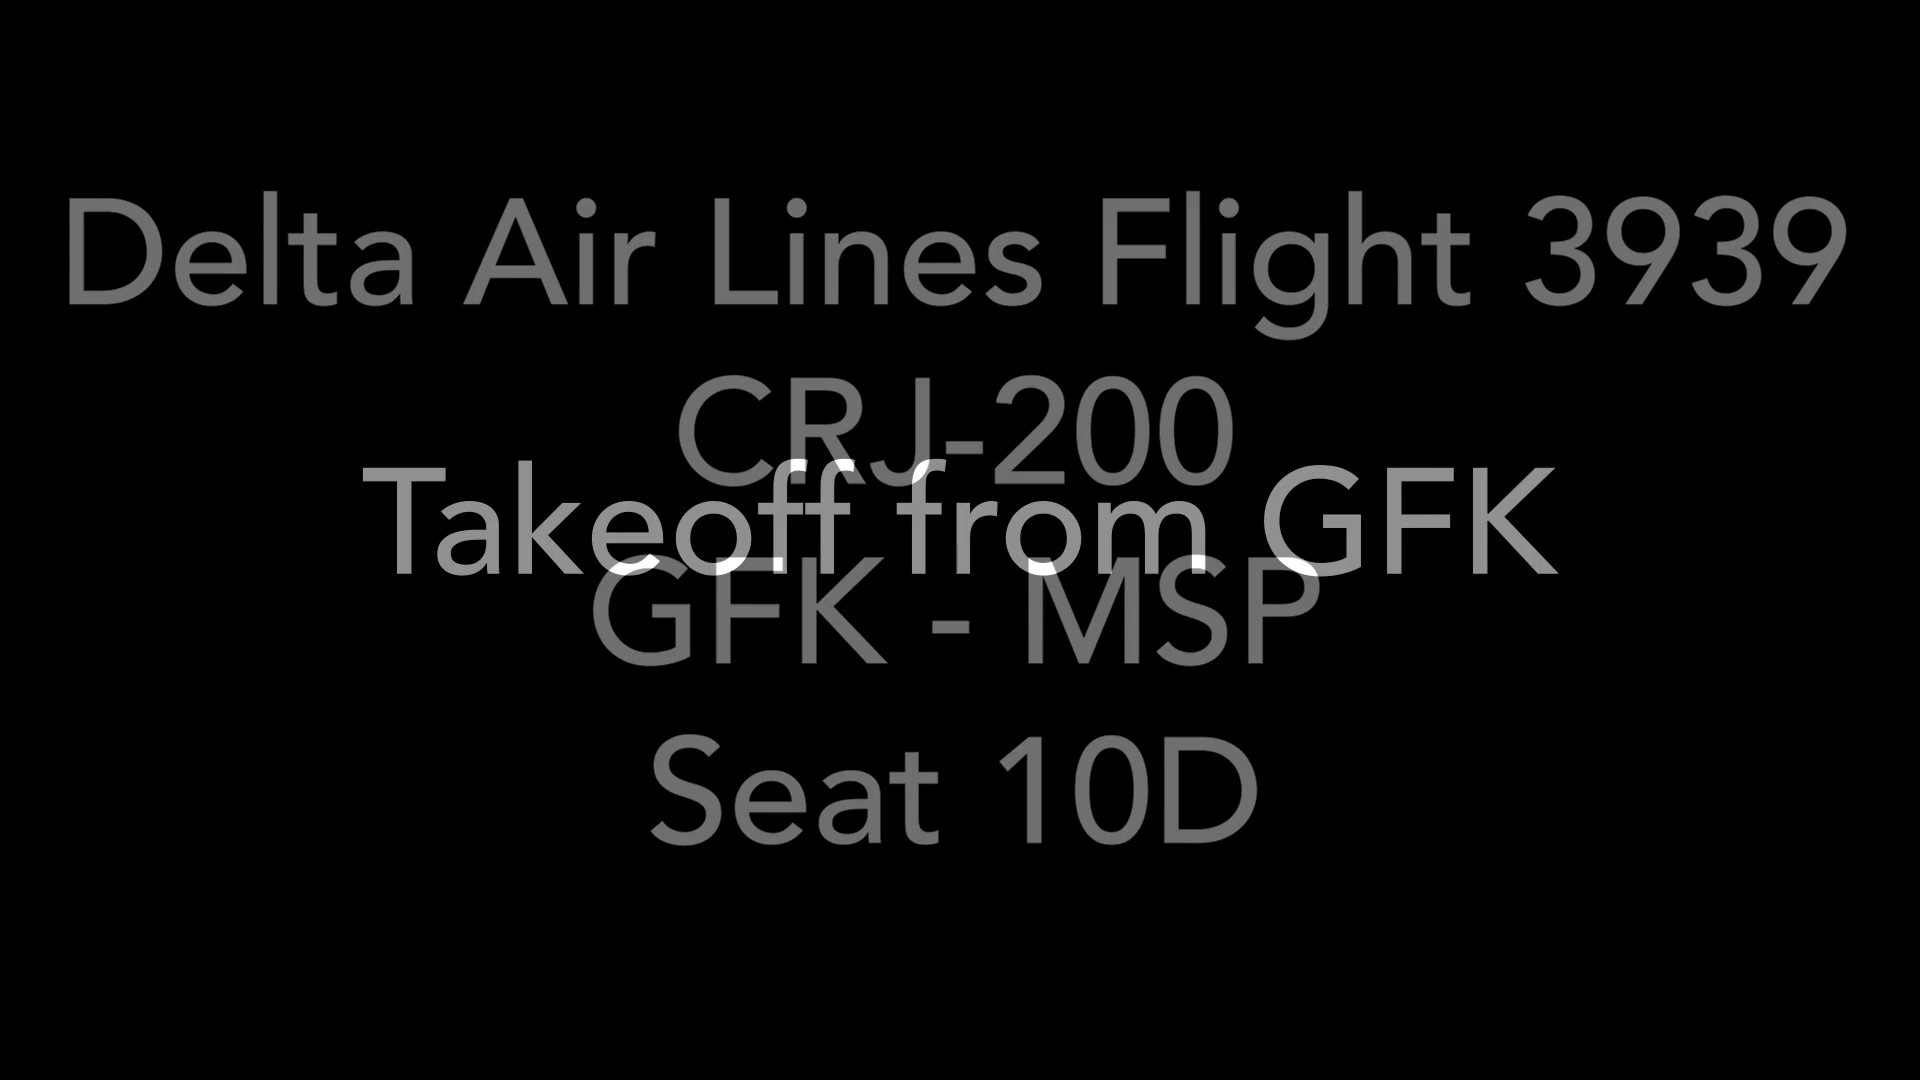 Delta Air Lines Flight 3939
CRJ-200
Takeoff from GFK
GFK - MSP
Seat 10D